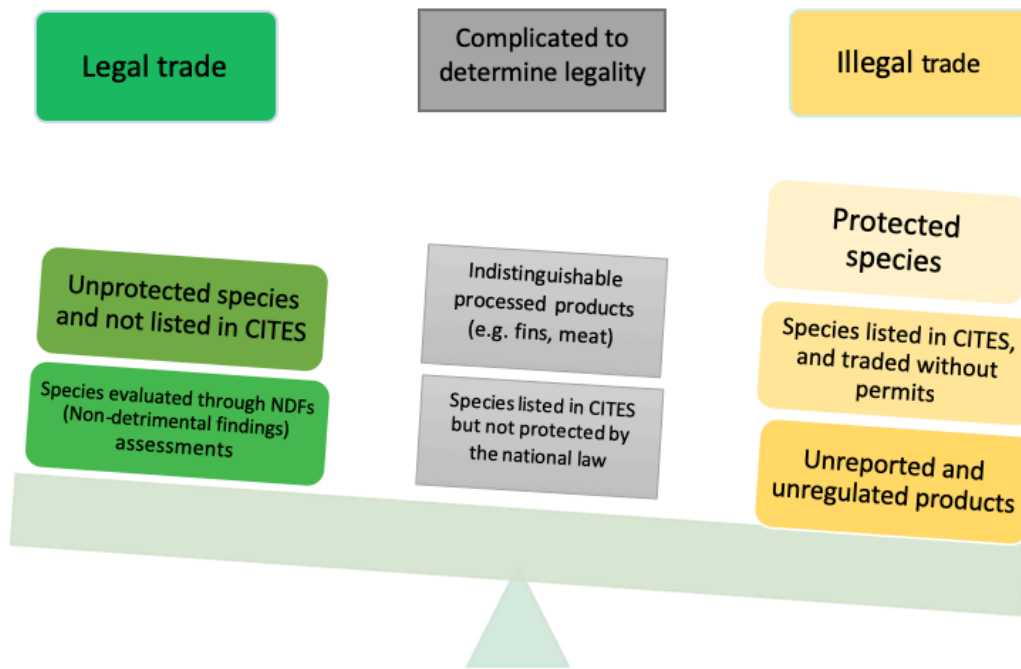 Legal trade
Complicated to
determine legality
Illegal trade
Unprotected species
and not listed in CITES
Species evaluated through NDFs
(Non-detrimental findings)
assessments
Indistinguishable
processed products
(e.g. fins, meat)
Species listed in CITES
but not protected by
the national law
Protected
species
Species listed in CITES,
and traded without
permits
Unreported and
unregulated products